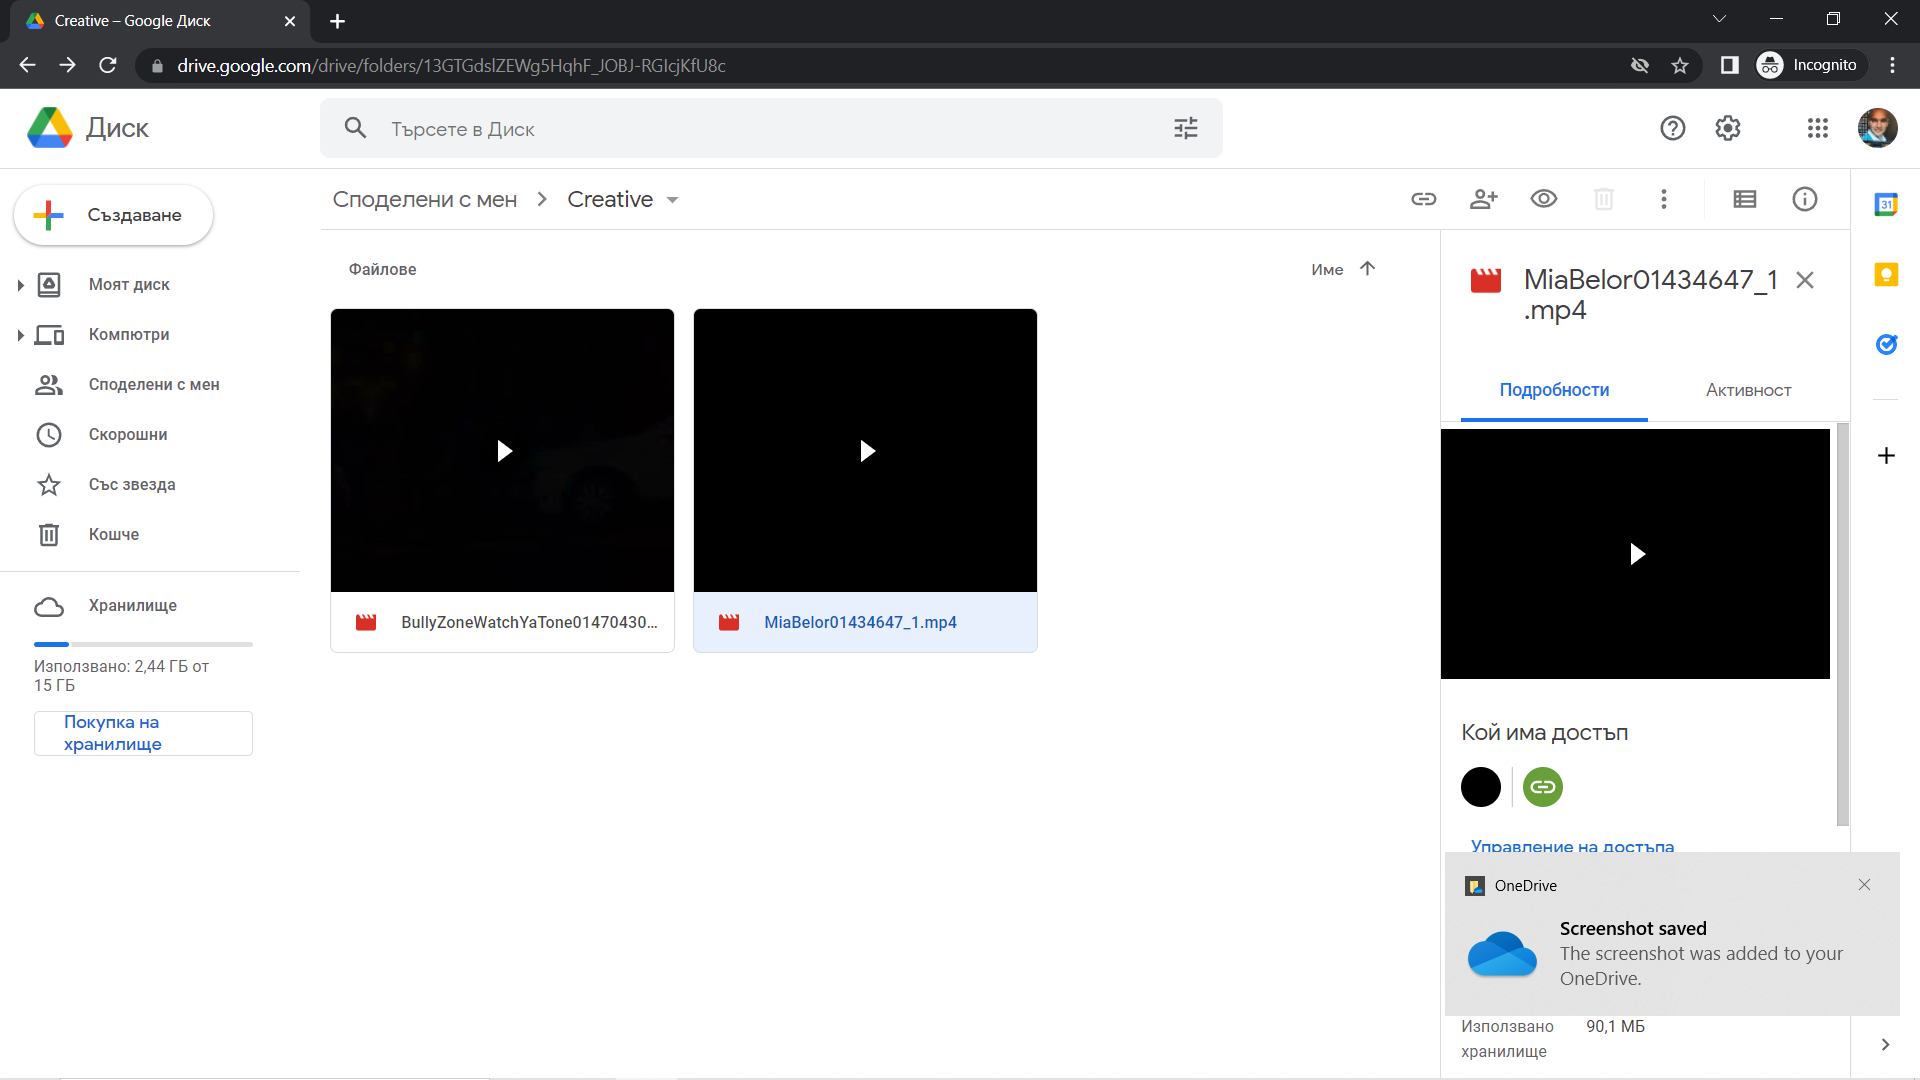 Creative – Google Диск
drive.google.com/drive/folders/13GTGdslZEWg5HqhF_JOBJ-RGIcjKfU8c
Incognito
Диск
Търсете в Диск
Създаване
Моят диск
Компютри
Споделени с мен
Скорошни
Със звезда
Кошче
Хранилище
Използвано: 2,44 ГБ от
15 ГБ
Покупка на
хранилище
Споделени с мен
Creative
Файлове
Име
BullyZoneWatchYaTone01470430...
MiaBelor01434647_1.mp4
MiaBelor01434647_1
.mp4
Подробности
Активност
Кой има достъп
Управление на достъпа
OneDrive
Screenshot saved
The screenshot was added to your
OneDrive.
Използвано
хранилище
90,1 МБ
31